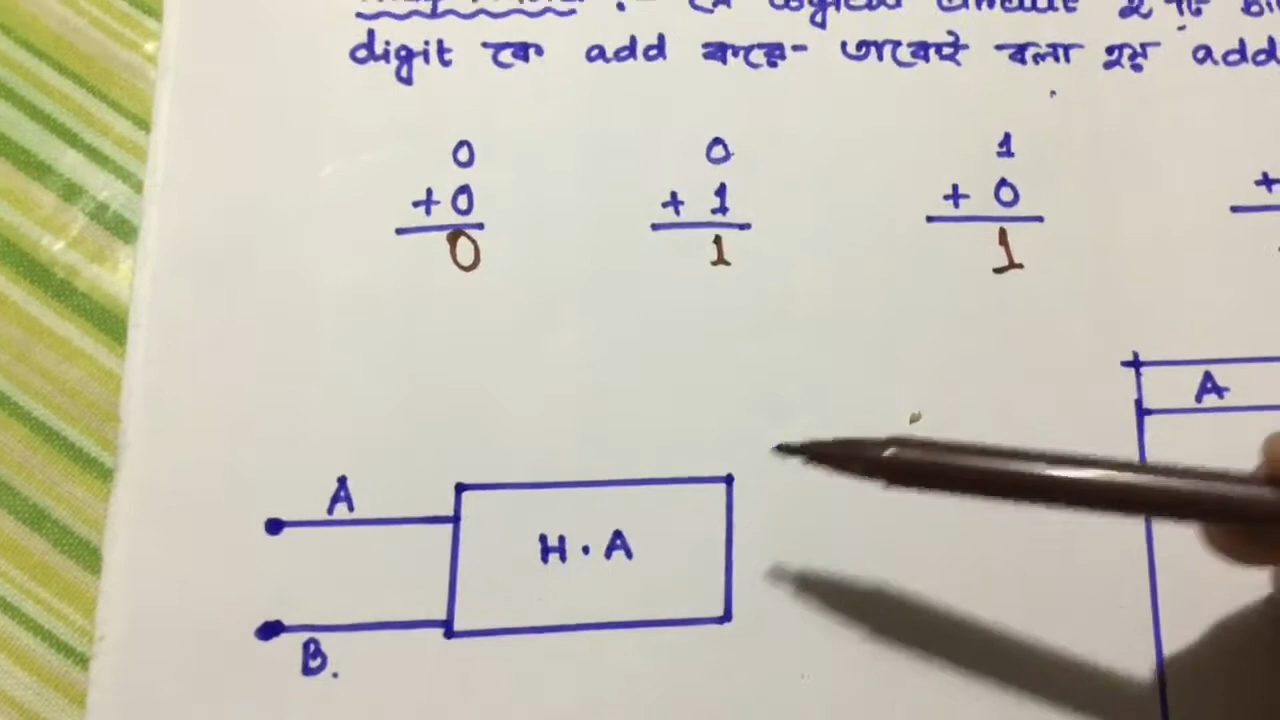 digit কে add করে- তাকেই বলা হয় add
0 0 1
+0 + 1 + 0 +
0 1 1
A
A
H.A
B.